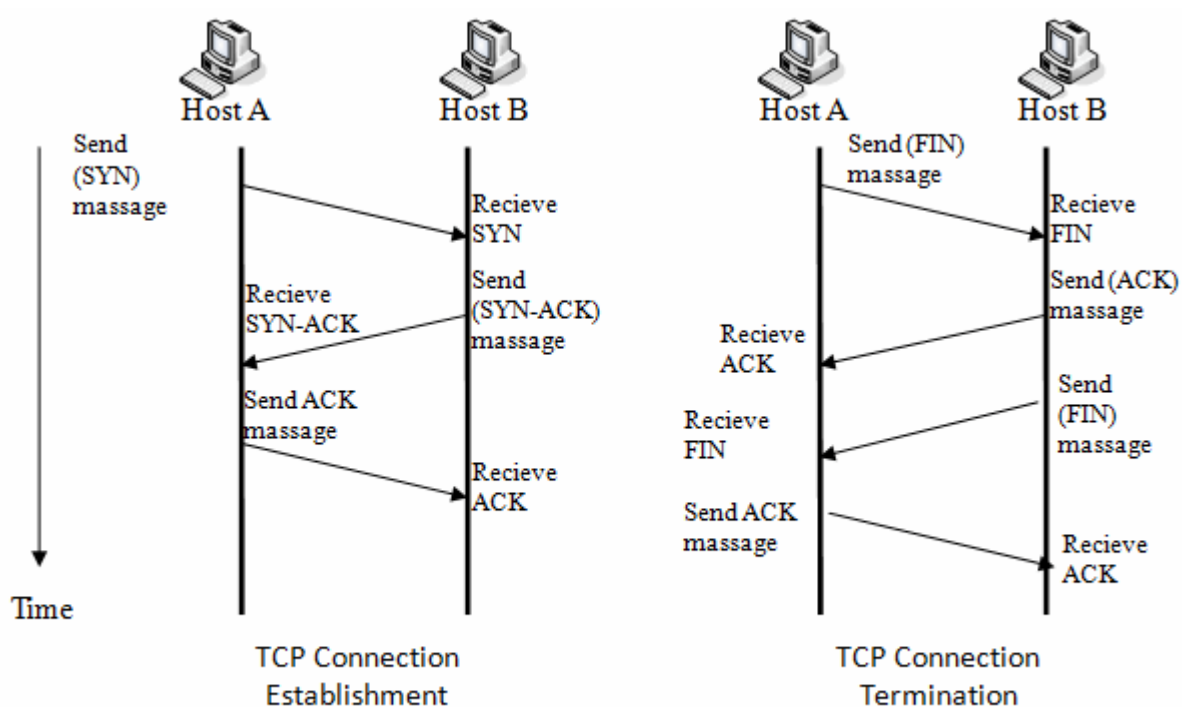 Host A
Host B
Send
(SYN)
massage
Recieve
SYN
Send
(SYN-ACK)
massage
Recieve
SYN-ACK
Send ACK
massage
Recieve
ACK
Time
TCP Connection
Establishment
Host A
Host B
Send (FIN)
massage
Recieve
FIN
Send (ACK)
massage
Recieve
ACK
Send
(FIN)
massage
Recieve
FIN
Send ACK
massage
Recieve
ACK
TCP Connection
Termination